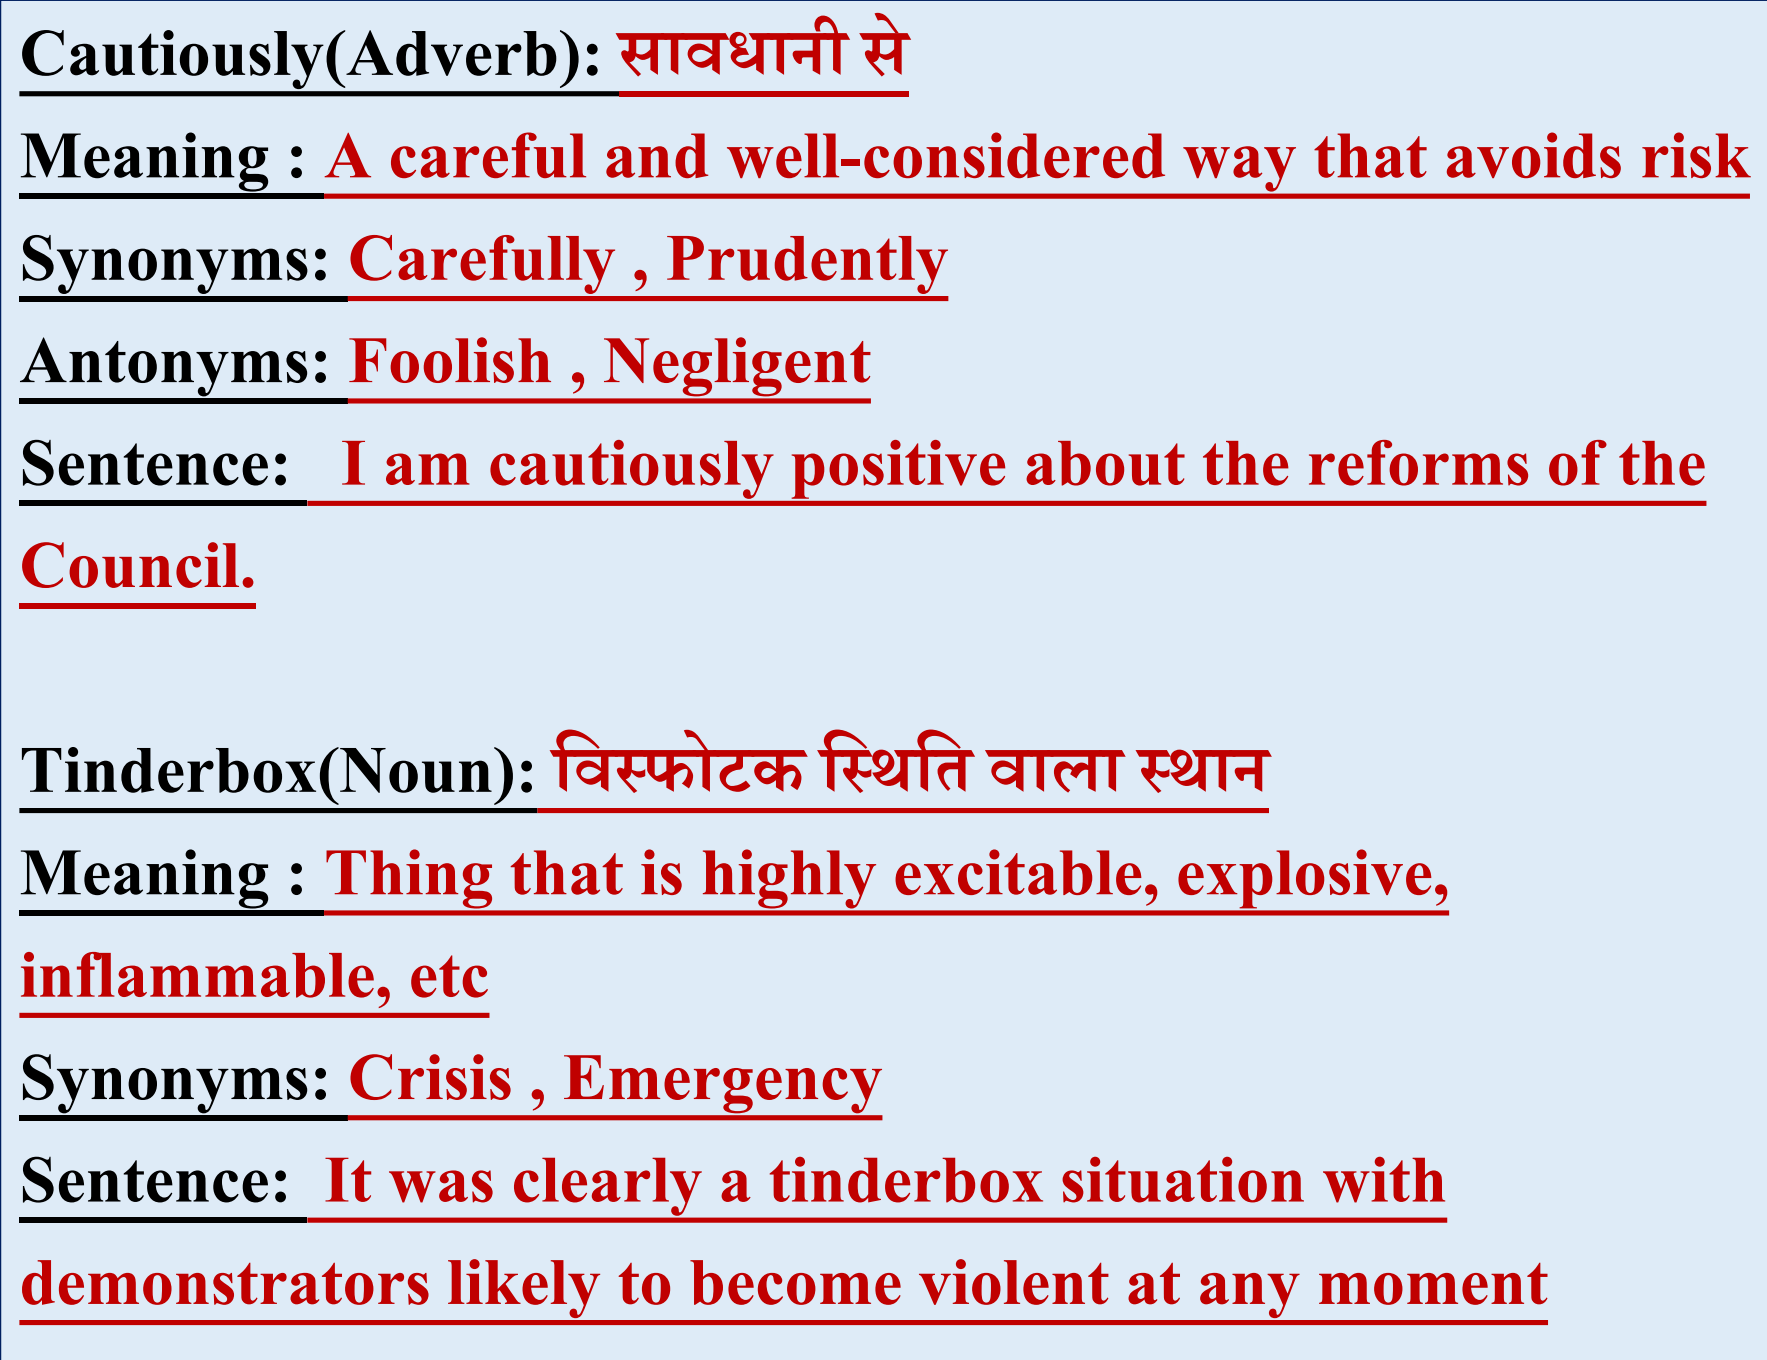 Cautiously(Adverb): सावधानी से
Meaning : A careful and well-considered way that avoids risk
Synonyms: Carefully , Prudently
Antonyms: Foolish , Negligent
Sentence: I am cautiously positive about the reforms of the
Council.
Tinderbox(Noun): विस्फोटक स्थिति वाला स्थान
Meaning : Thing that is highly excitable, explosive,
inflammable, etc
Synonyms: Crisis , Emergency
Sentence: It was clearly a tinderbox situation with
demonstrators likely to become violent at any moment